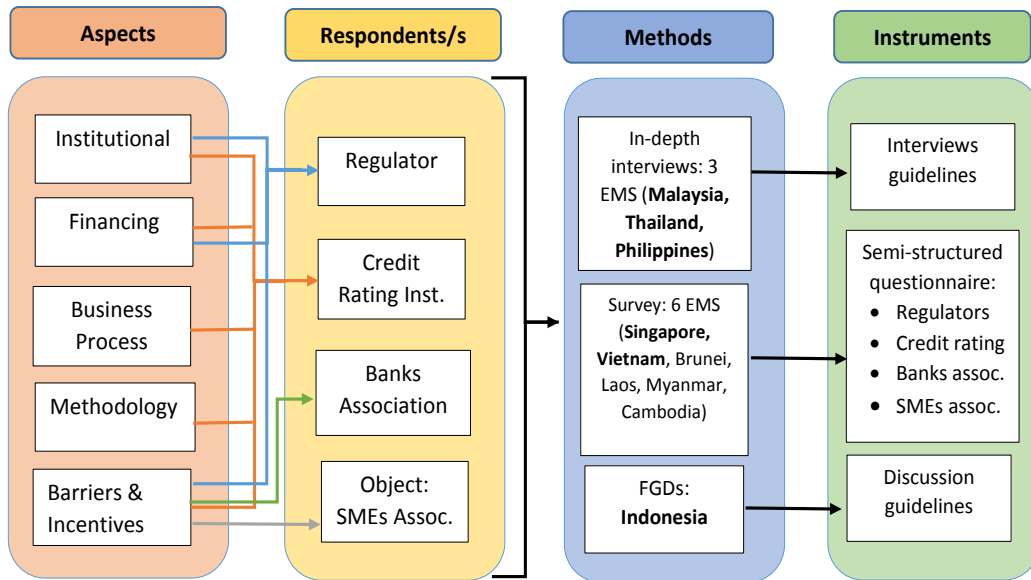 Aspects
Respondents/s
Methods
Instruments
Institutional
Financing
Business
Process
Methodology
Barriers &
Incentives
Regulator
Credit
Rating Inst.
Banks
Association
Object:
SMEs Assoc.
In-depth
interviews: 3
EMS (Malaysia,
Thailand,
Philippines)
Survey: 6 EMS
(Singapore,
Vietnam, Brunei,
Laos, Myanmar,
Cambodia)
FGDs:
Indonesia
Interviews
guidelines
Semi-structured
questionnaire:
• Regulators
• Credit rating
• Banks assoc.
• SMEs assoc.
Discussion
guidelines